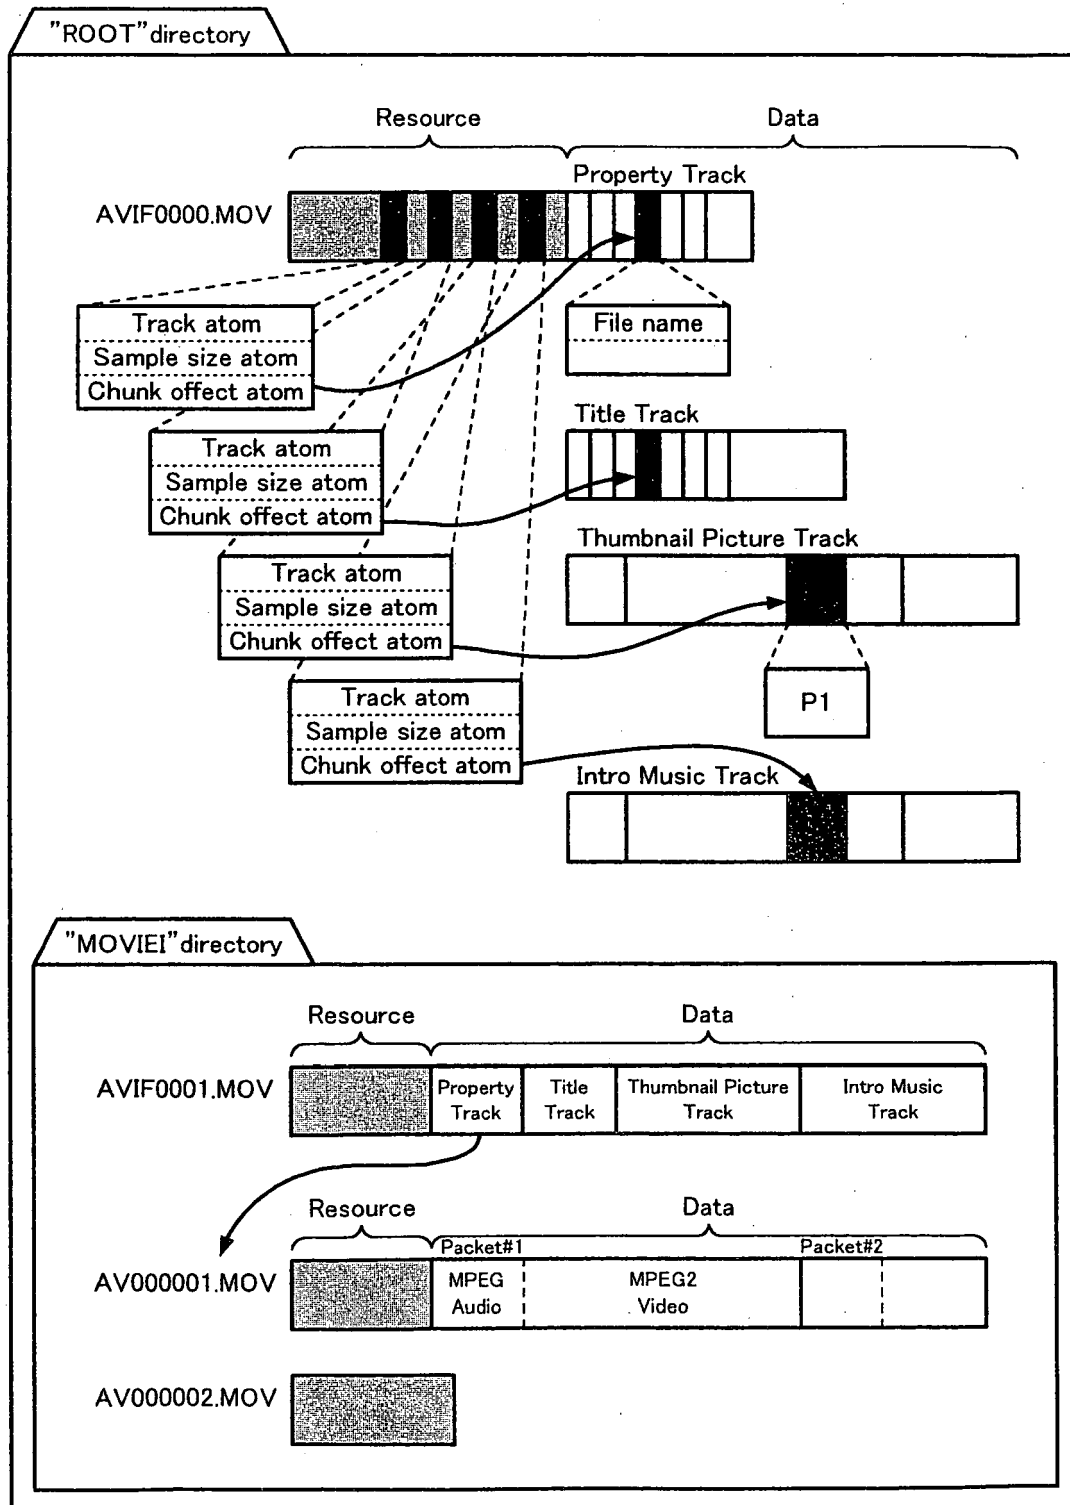 "ROOT" directory
Resource
Data
Property Track
AVIF0000.MOV
Track atom
Sample size atom
Chunk offect atom
File name
Title Track
Track atom
Sample size atom
Chunk offect atom
Thumbnail Picture Track
Track atom
Sample size atom
Chunk offect atom
P1
Track atom
Sample size atom
Chunk offect atom
Intro Music Track
"MOVIEI" directory
Resource
Data
AVIF0001.MOV
Property
Track
Title
Track
Thumbnail Picture
Track
Intro Music
Track
Resource
Data
Packet#1
Packet#2
AV000001.MOV
MPEG
Audio
MPEG2
Video
AV000002.MOV